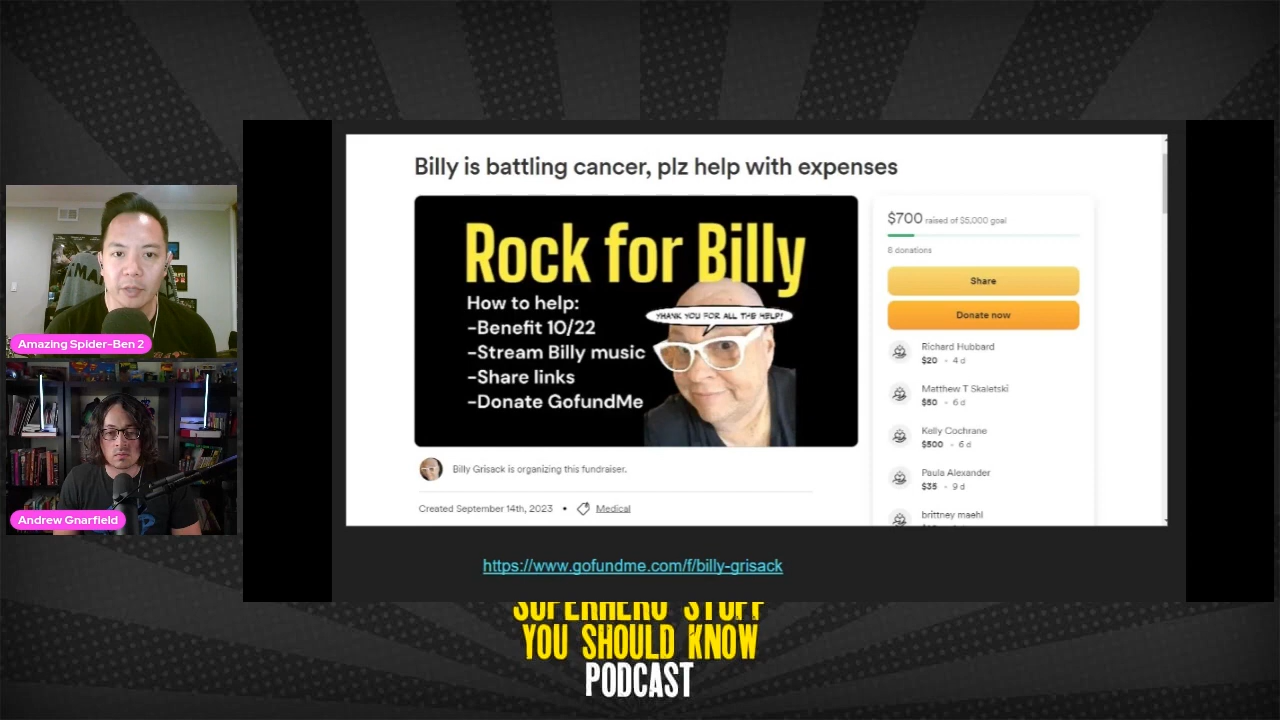 Billy is battling cancer, plz help with expenses
Rock for Billy
How to help:
-Benefit 10/22
-Stream Billy music
-Share links
-Donate GofundMe
THANK YOU FOR ALL THE HELP!
Billy Grisack is organizing this fundraiser.
Created September 14th, 2023 • Medical
$700 raised of $5,000 goal
8 donations
Share
Donate now
Richard Hubbard
$20 • 4 d
Matthew T Skaletski
$50 • 6 d
Kelly Cochrane
$500 • 6 d
Paula Alexander
$35 • 9 d
brittney maehl
Amazing Spider-Ben 2
Andrew Gnarfield
https://www.gofundme.com/f/billy-grisack
SUPERHERO STUFF
YOU SHOULD KNOW
PODCAST